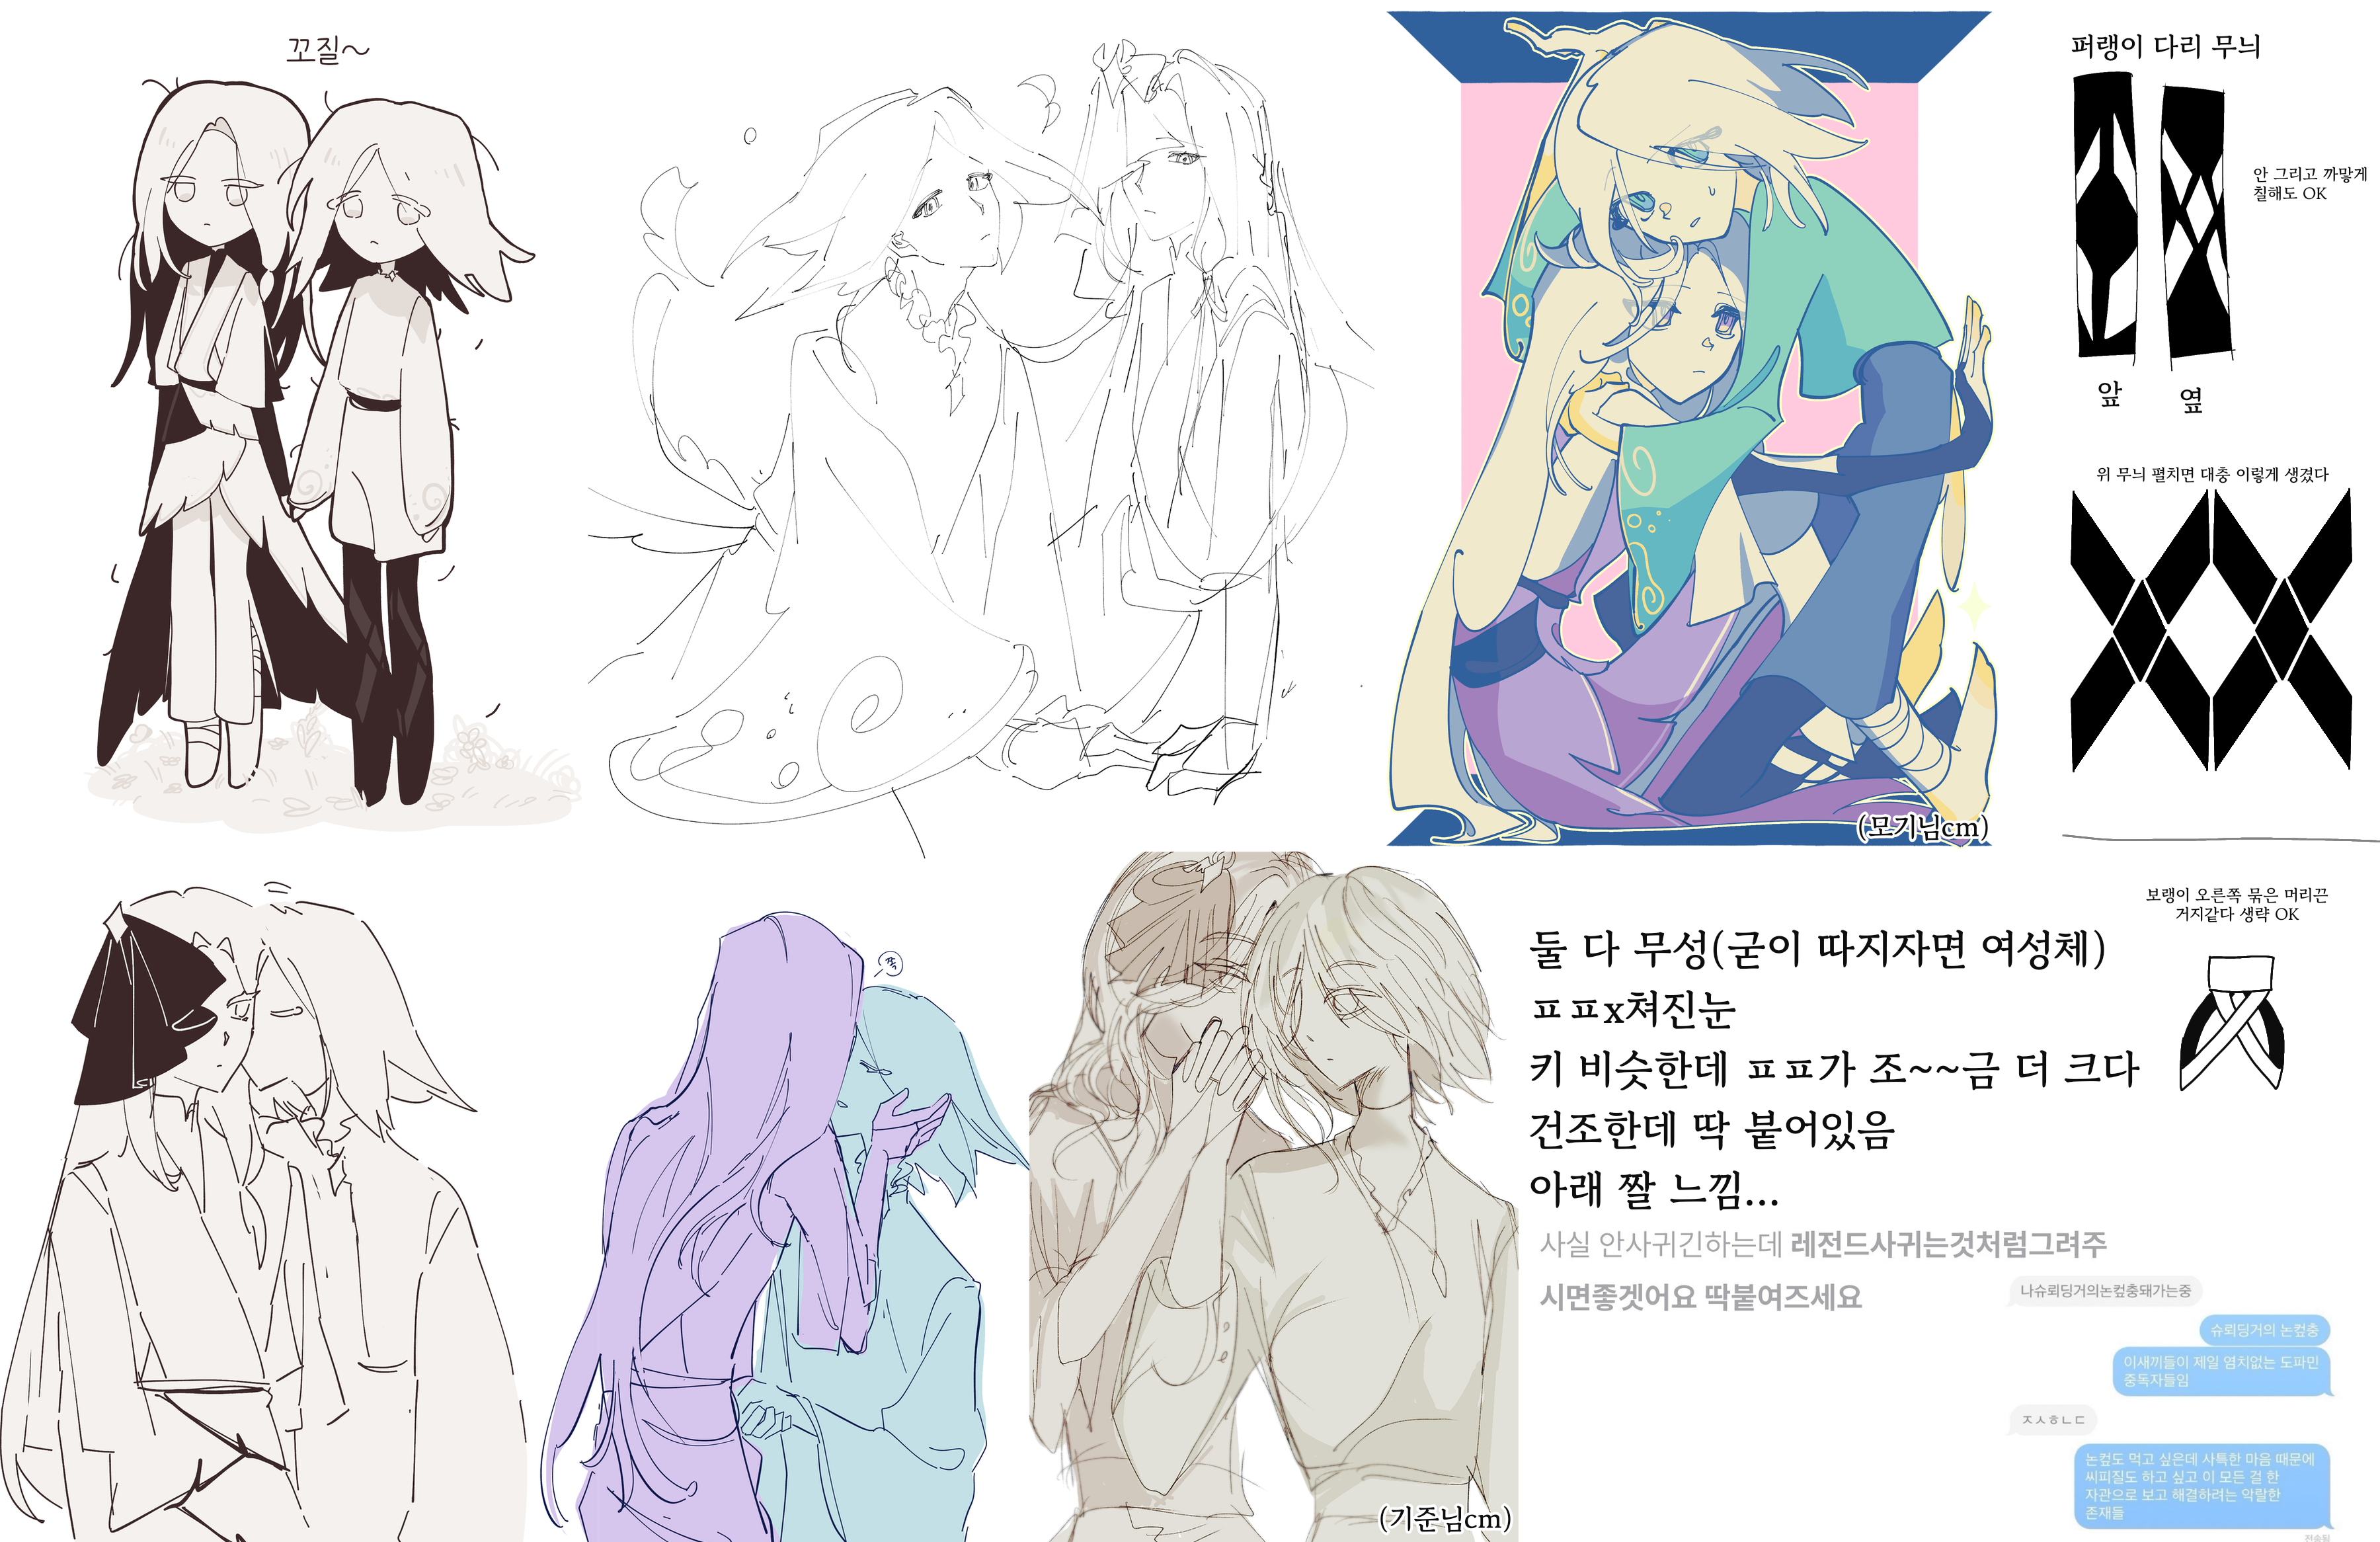 꼬질~
퍼랭이 다리 무늬
안 그리고 까맣게
칠해도 OK
앞
옆
위 무늬 펼치면 대충 이렇게 생겼다
(모기님cm)
보랭이 오른쪽 묶은 머리끈
거지같다 생략 OK
쪽
(기준님cm)
둘 다 무성(굳이 따지자면 여성체)
ㅍㅍx쳐진눈
키 비슷한데 ㅍㅍ가 조~~금 더 크다
건조한데 딱 붙어있음
아래 짤 느낌...
사실 안사귀긴하는데 레전드사귀는것처럼그려주
시면좋겟어요 딱붙여즈세요
나슈뢰딩거의논컾충돼가는중
슈뢰딩거의 논컾충
이새끼들이 제일 염치없는 도파민
중독자들임
ㅈㅅㅎㄴㄷ
논컾도 먹고 싶은데 사특한 마음 때문에
씨피질도 하고 싶고 이 모든 걸 한
자관으로 보고 해결하려는 악랄한
존재들
전송됨